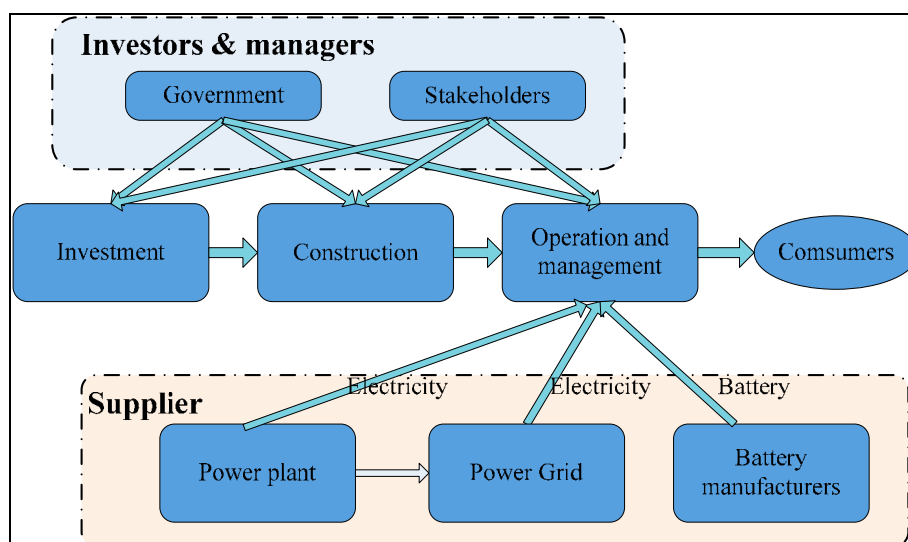 Investors & managers
Government
Stakeholders
Investment
Construction
Operation and
management
Comsumers
Electricity
Electricity
Battery
Supplier
Power plant
Power Grid
Battery
manufacturers